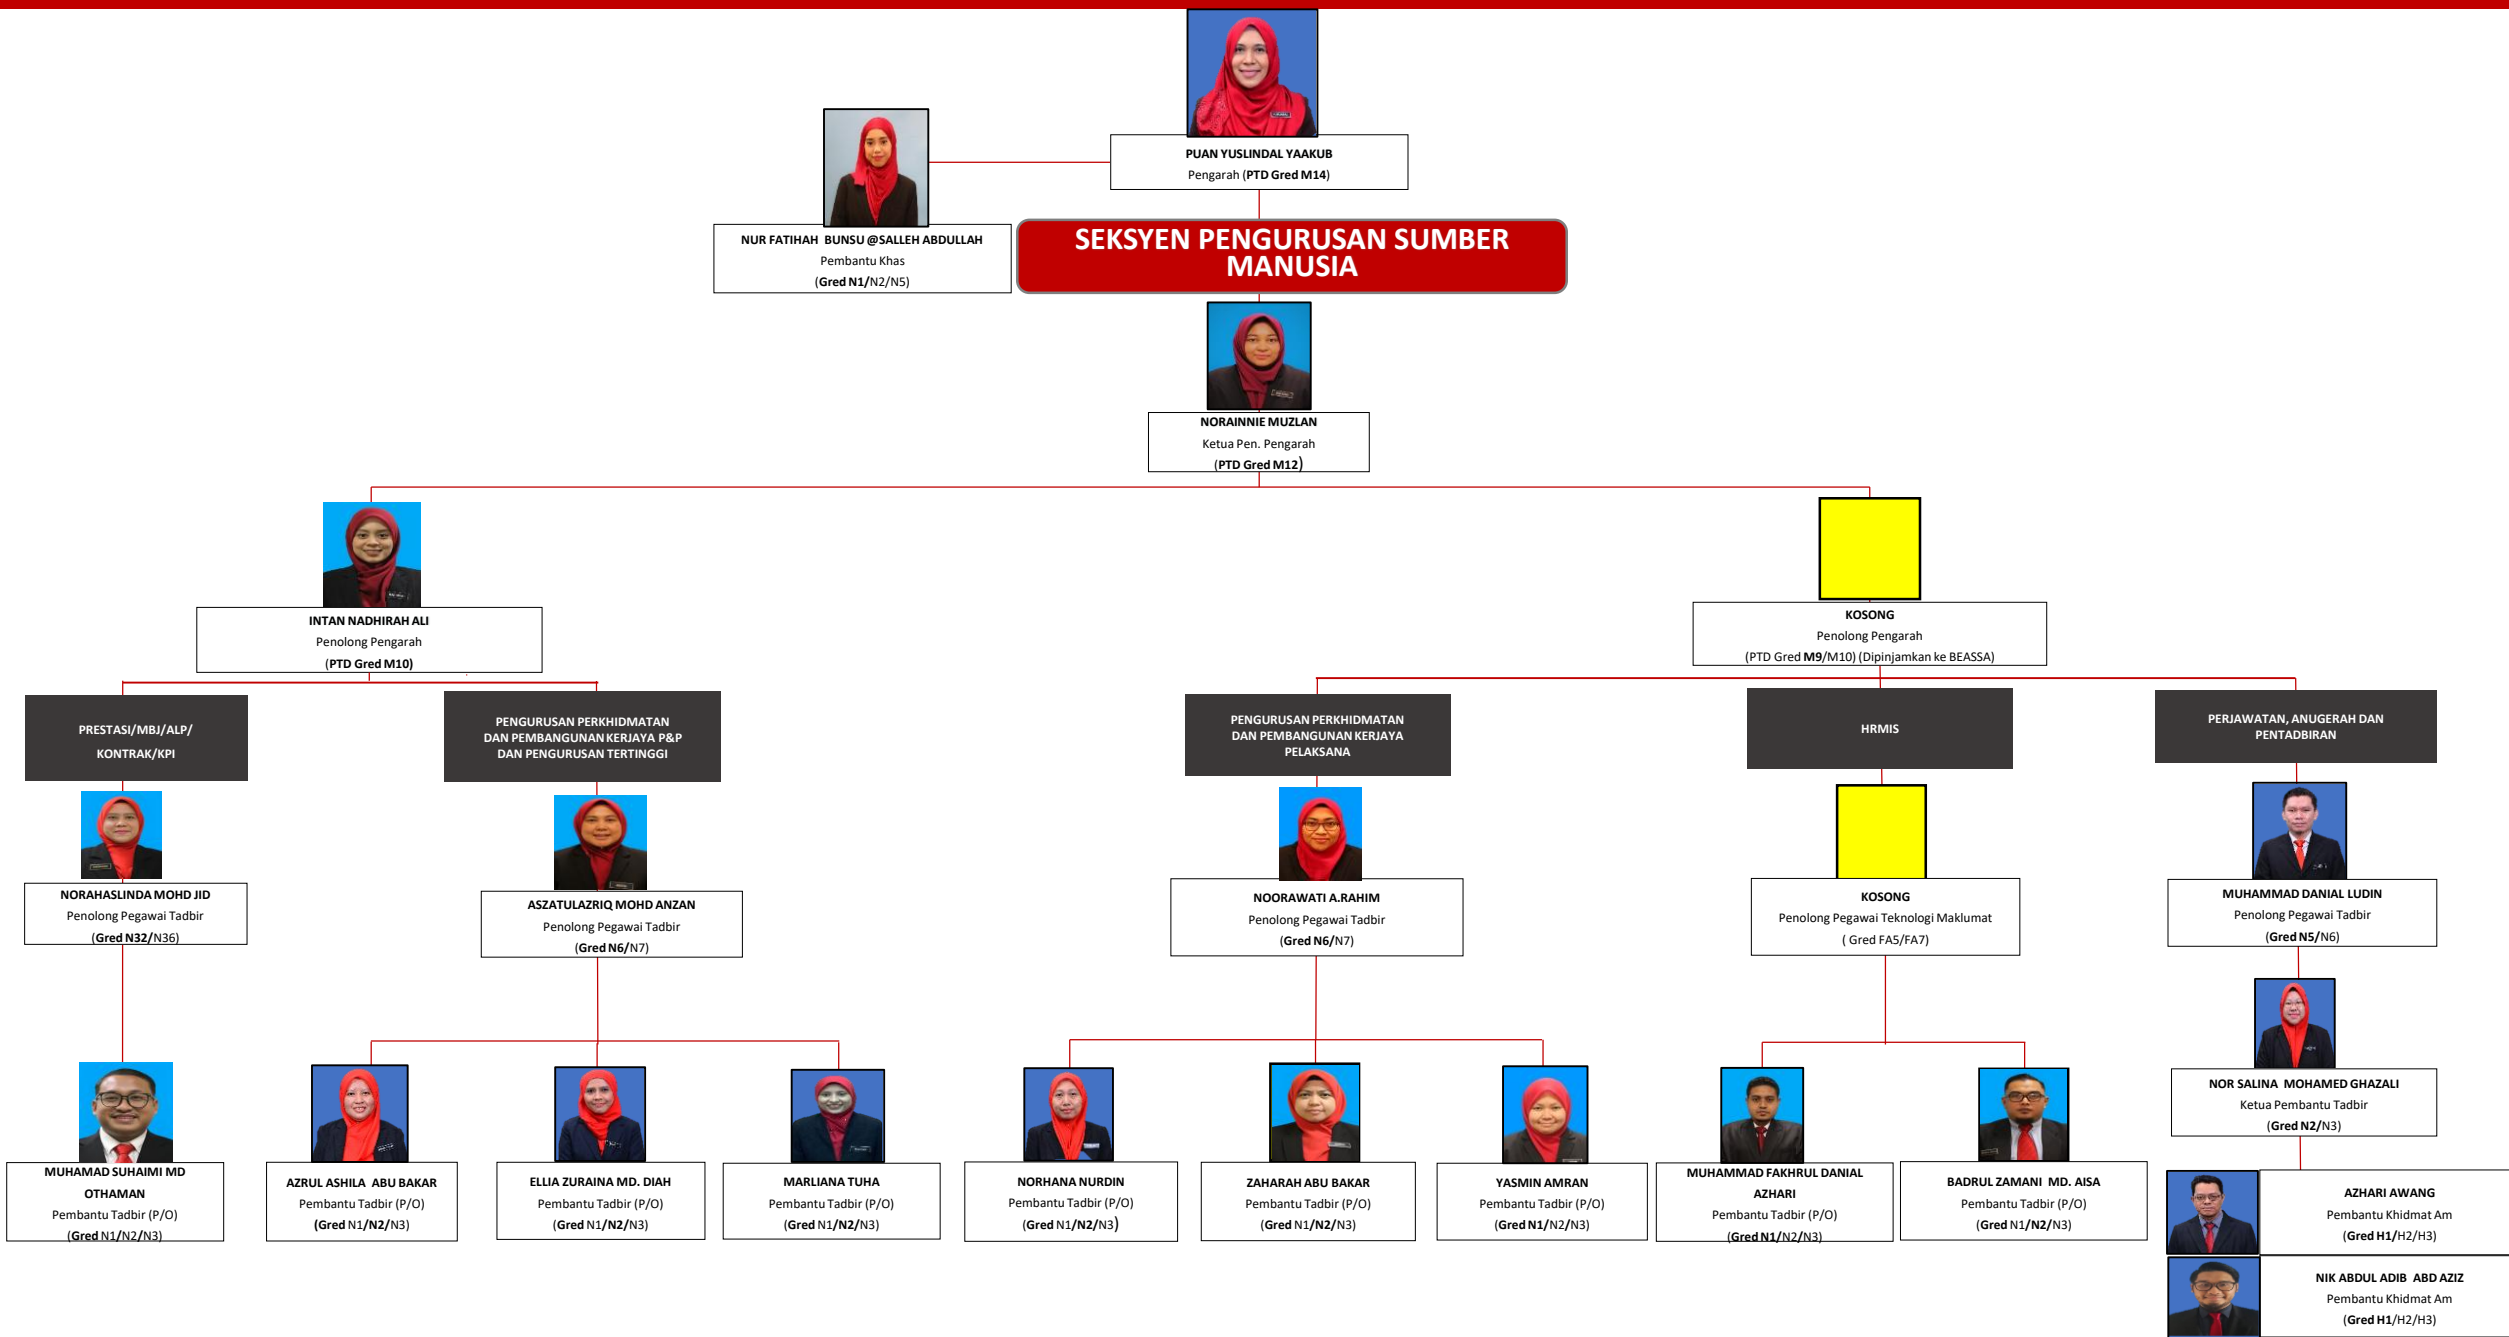 PUAN YUSLINDAL YAAKUB
Pengarah (PTD Gred M14)
NUR FATIHAH BUNSU @SALLEH ABDULLAH
Pembantu Khas
(Gred N1/N2/N5)
SEKSYEN PENGURUSAN SUMBER
MANUSIA
NORAINNIE MUZLAN
Ketua Pen. Pengarah
(PTD Gred M12)
INTAN NADHIRAH ALI
Penolong Pengarah
(PTD Gred M10)
KOSONG
Penolong Pengarah
(PTD Gred M9/M10) (Dipinjamkan ke BEASSA)
PRESTASI/MBJ/ALP/
KONTRAK/KPI
PENGURUSAN PERKHIDMATAN
DAN PEMBANGUNAN KERJAYA P&P
DAN PENGURUSAN TERTINGGI
PENGURUSAN PERKHIDMATAN
DAN PEMBANGUNAN KERJAYA
PELAKSANA
HRMIS
PERJAWATAN, ANUGERAH DAN
PENTADBIRAN
NORAHASLINDA MOHD JID
Penolong Pegawai Tadbir
(Gred N32/N36)
ASZATULAZRIQ MOHD ANZAN
Penolong Pegawai Tadbir
(Gred N6/N7)
NOORAWATI A.RAHIM
Penolong Pegawai Tadbir
(Gred N6/N7)
KOSONG
Penolong Pegawai Teknologi Maklumat
( Gred FA5/FA7)
MUHAMMAD DANIAL LUDIN
Penolong Pegawai Tadbir
(Gred N5/N6)
NOR SALINA MOHAMED GHAZALI
Ketua Pembantu Tadbir
(Gred N2/N3)
MUHAMAD SUHAIMI MD
OTHAMAN
Pembantu Tadbir (P/O)
(Gred N1/N2/N3)
AZRUL ASHILA ABU BAKAR
Pembantu Tadbir (P/O)
(Gred N1/N2/N3)
ELLIA ZURAINA MD. DIAH
Pembantu Tadbir (P/O)
(Gred N1/N2/N3)
MARLIANA TUHA
Pembantu Tadbir (P/O)
(Gred N1/N2/N3)
NORHANA NURDIN
Pembantu Tadbir (P/O)
(Gred N1/N2/N3)
ZAHARAH ABU BAKAR
Pembantu Tadbir (P/O)
(Gred N1/N2/N3)
YASMIN AMRAN
Pembantu Tadbir (P/O)
(Gred N1/N2/N3)
MUHAMMAD FAKHRUL DANIAL
AZHARI
Pembantu Tadbir (P/O)
(Gred N1/N2/N3)
BADRUL ZAMANI MD. AISA
Pembantu Tadbir (P/O)
(Gred N1/N2/N3)
AZHARI AWANG
Pembantu Khidmat Am
(Gred H1/H2/H3)
NIK ABDUL ADIB ABD AZIZ
Pembantu Khidmat Am
(Gred H1/H2/H3)